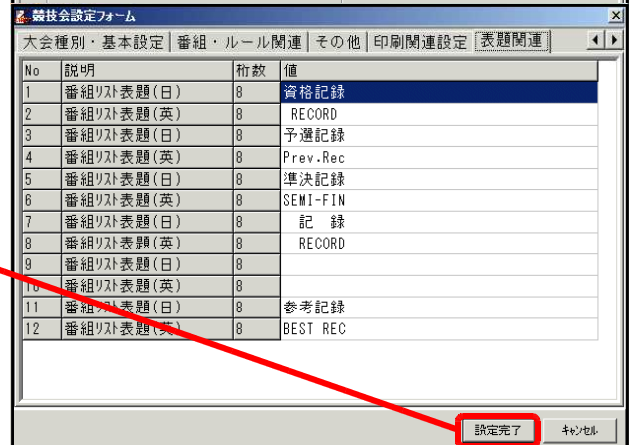 競技会設定フォーム
大会種別・基本設定 番組・ルール関連 その他 印刷関連設定 表題関連
No 説明 桁数 値
1 番組リスト表題(日) 8 資格記録
2 番組リスト表題(英) 8 RECORD
3 番組リスト表題(日) 8 予選記録
4 番組リスト表題(英) 8 Prev.Rec
5 番組リスト表題(日) 8 準決記録
6 番組リスト表題(英) 8 SEMI-FIN
7 番組リスト表題(日) 8 記 録
8 番組リスト表題(英) 8 RECORD
9 番組リスト表題(日) 8
10 番組リスト表題(英) 8
11 番組リスト表題(日) 8 参考記録
12 番組リスト表題(英) 8 BEST REC
設定完了 キャンセル